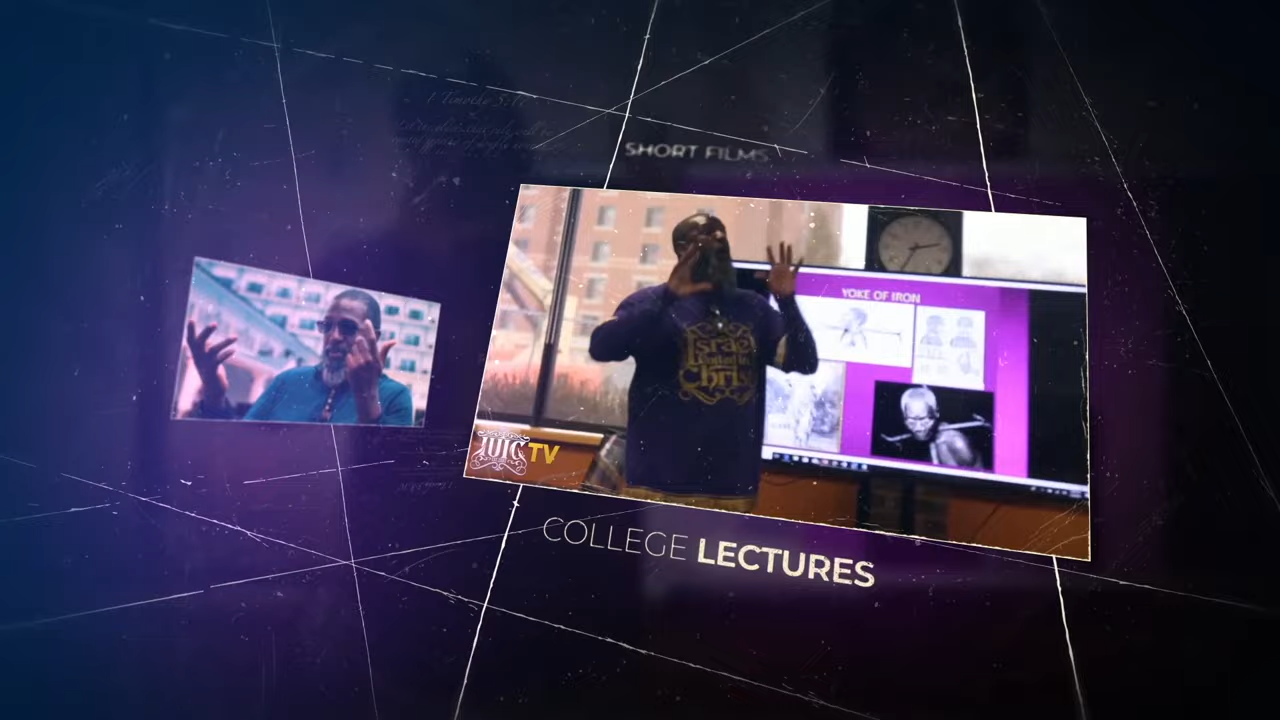 1 Timothy 5:17
SHORT FILMS
YOKE OF IRON
Israel
United in
Christ
IUIC TV
COLLEGE LECTURES